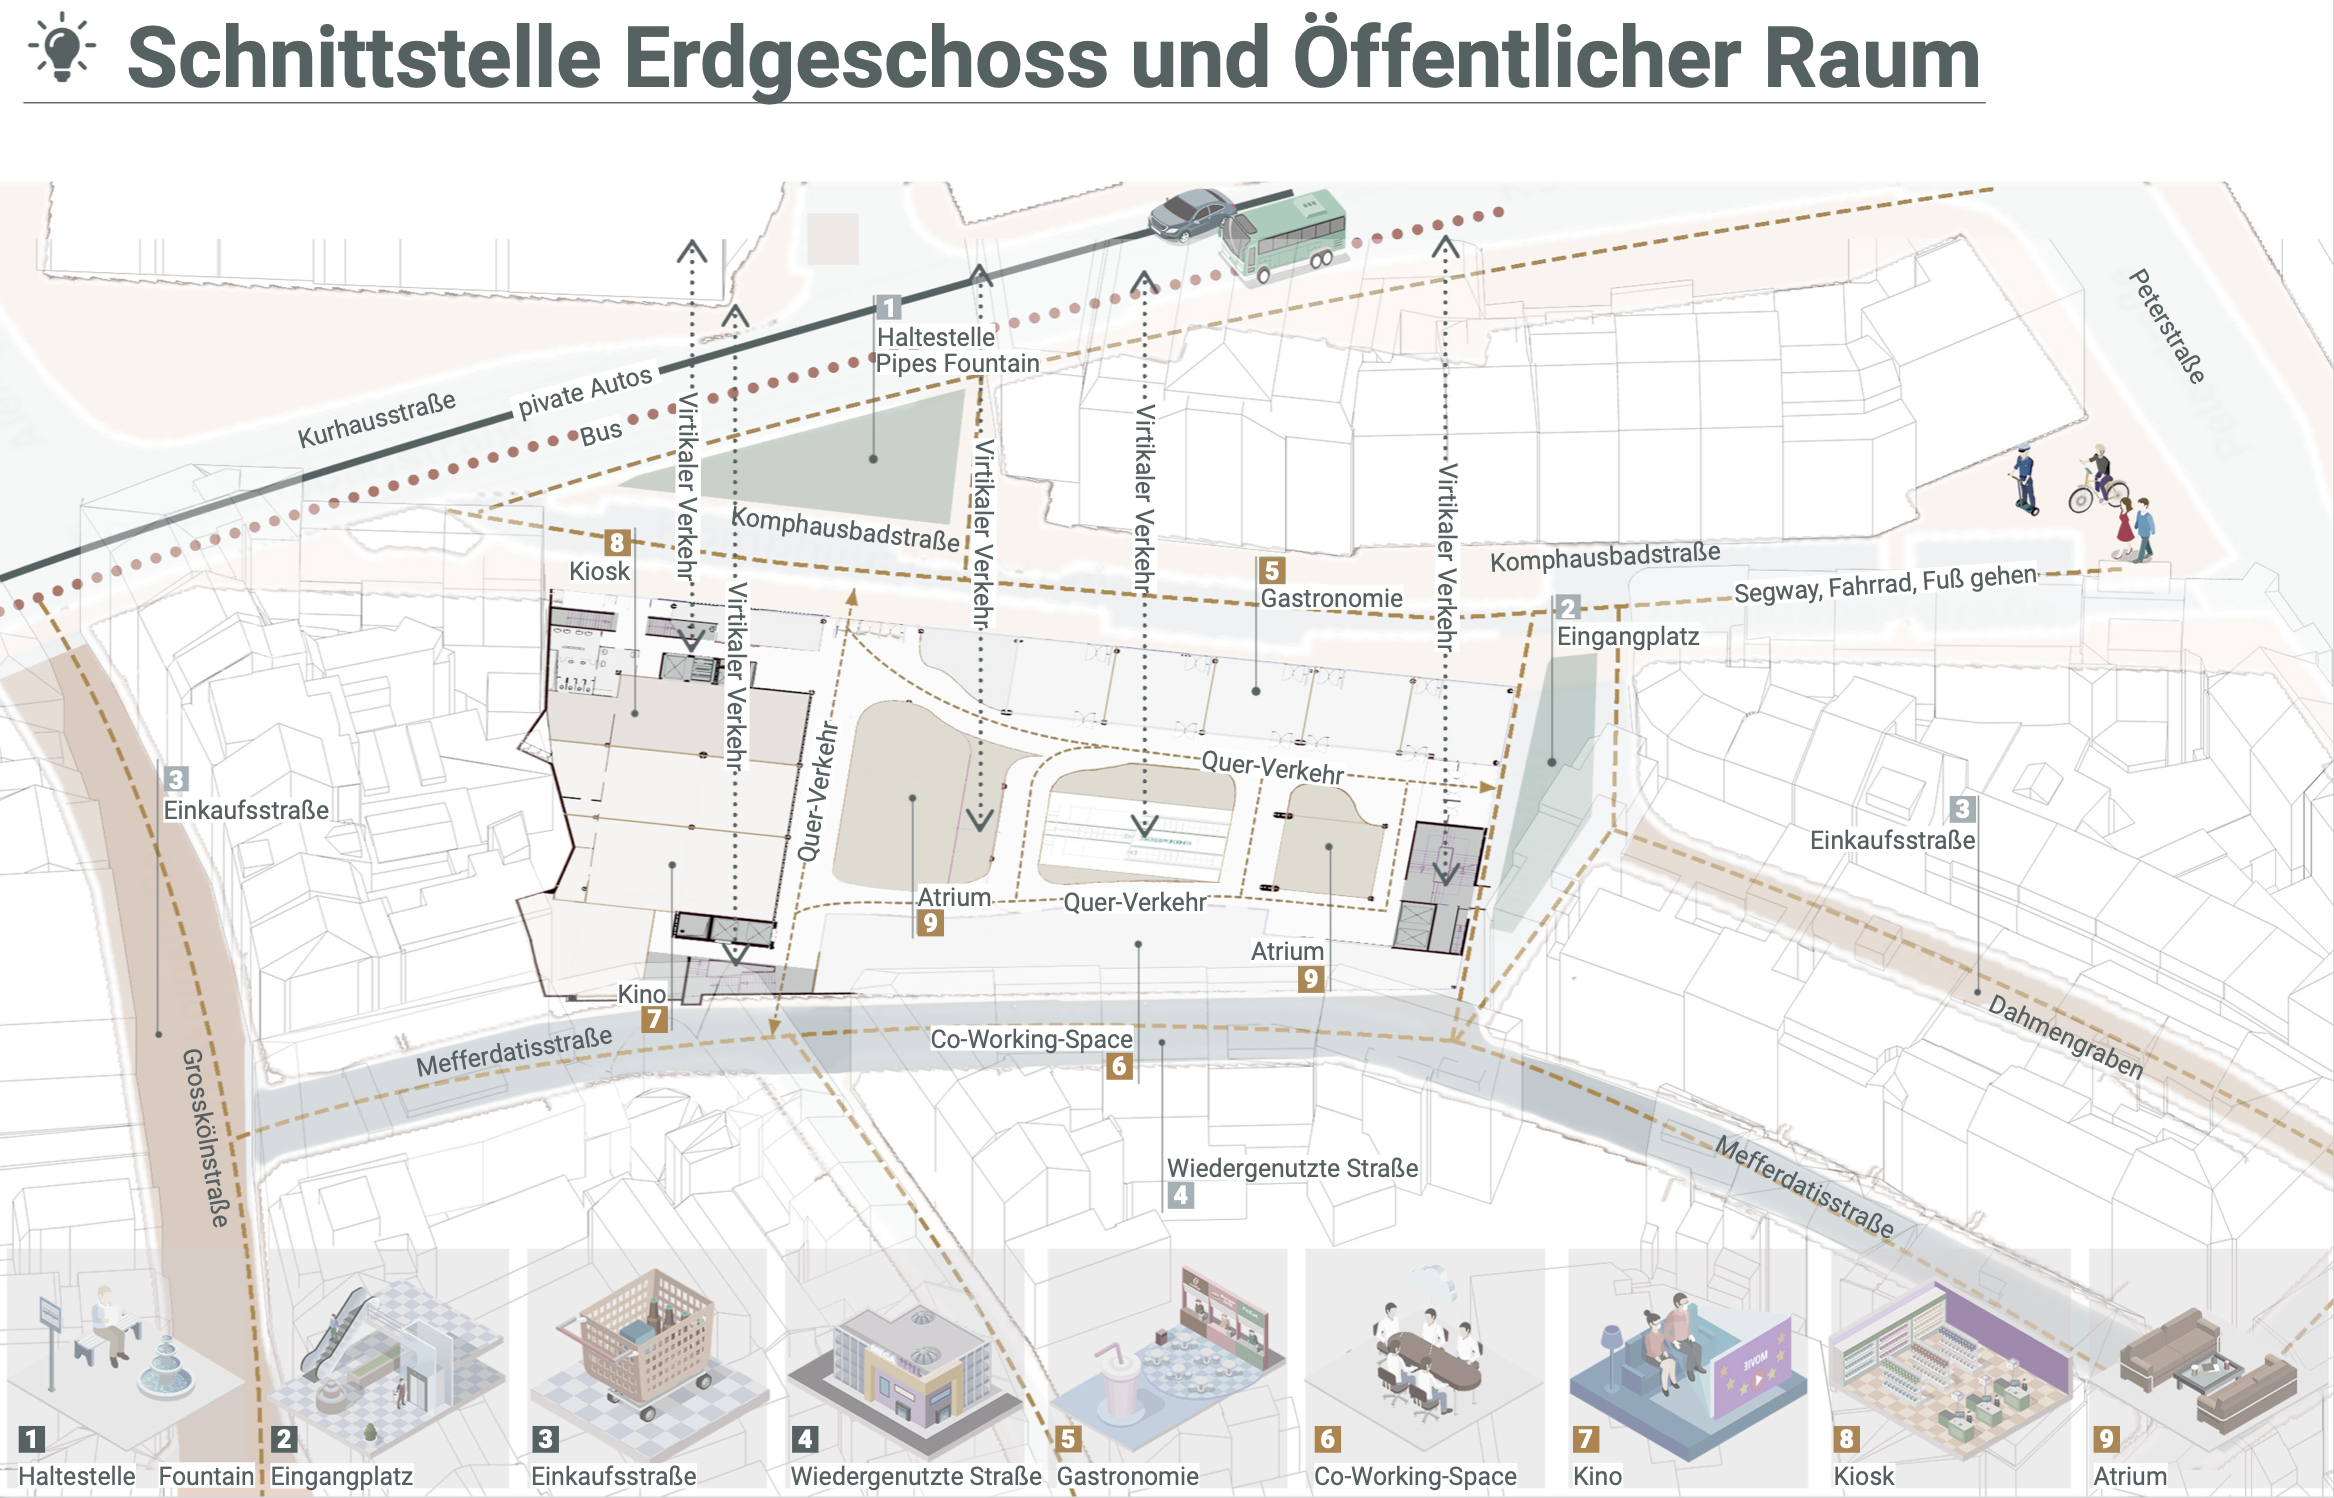 Schnittstelle Erdgeschoss und Öffentlicher Raum
Peterstraße
1
Haltestelle
Pipes Fountain
Kurhausstraße
pivate Autos
Bus
Virtikaler Verkehr
Virtikaler Verkehr
Virtikaler Verkehr
Virtikaler Verkehr
Virtikaler Verkehr
Komphausbadstraße
8
Kiosk
5
Gastronomie
Komphausbadstraße
2
Eingangplatz
Segway, Fahrrad, Fuß gehen
3
Einkaufsstraße
Quer-Verkehr
Quer-Verkehr
3
Einkaufsstraße
Atrium
9
Quer-Verkehr
Atrium
9
Kino
7
Mefferdatisstraße
Co-Working-Space
6
Dahmengraben
Grosskölnstraße
Wiedergenutzte Straße
4
Mefferdatisstraße
MOVIE
1
Haltestelle Fountain
2
Eingangplatz
3
Einkaufsstraße
4
Wiedergenutzte Straße
5
Gastronomie
6
Co-Working-Space
7
Kino
8
Kiosk
9
Atrium